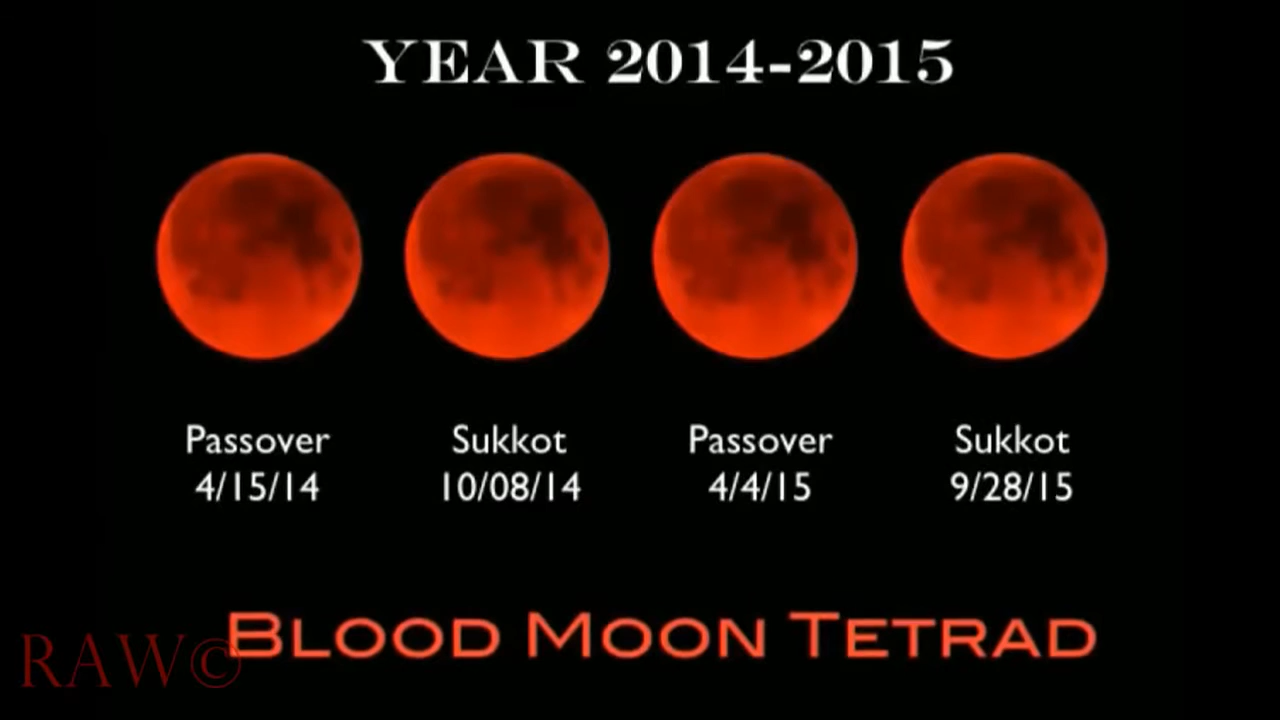 YEAR 2014-2015
Passover Sukkot Passover Sukkot
4/15/14 10/08/14 4/4/15 9/28/15
BLOOD MOON TETRAD
RAW©